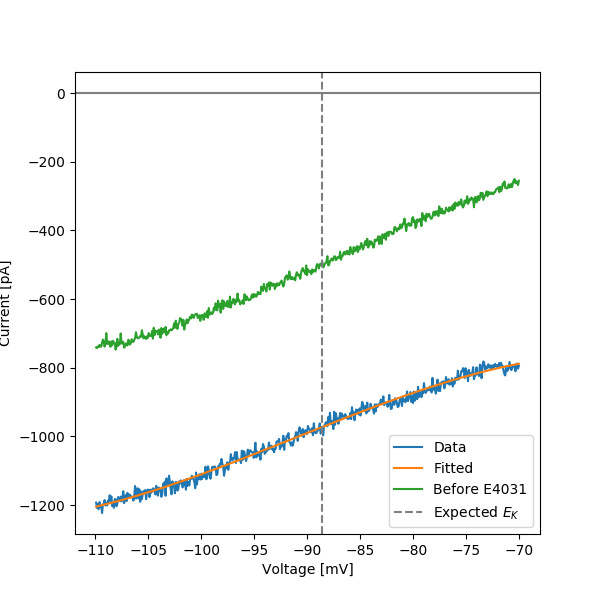 0
−200
−400
−600
−800
−1000
−1200
Current [pA]
Data
Fitted
Before E4031
Expected E_K
−110 −105 −100 −95 −90 −85 −80 −75 −70
Voltage [mV]